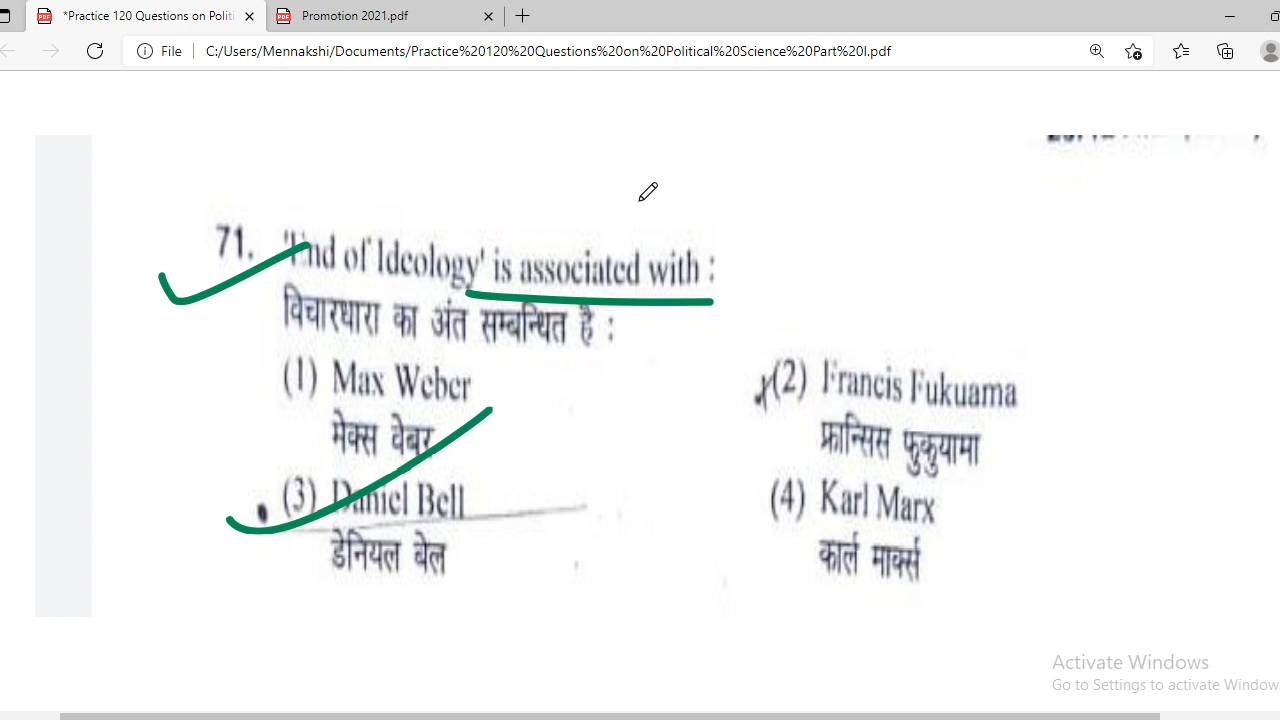 *Practice 120 Questions on Politi
Promotion 2021.pdf
File
C:/Users/Mennakshi/Documents/Practice%20120%20Questions%20on%20Political%20Science%20Part%20I.pdf
71. 'End of Ideology' is associated with :
विचारधारा का अंत सम्बन्धित है :
(1) Max Weber
मेक्स वेबर
(2) Francis Fukuama
फ्रान्सिस फुकुयामा
(3) Daniel Bell
डेनियल बेल
(4) Karl Marx
कार्ल मार्क्स
Activate Windows
Go to Settings to activate Window